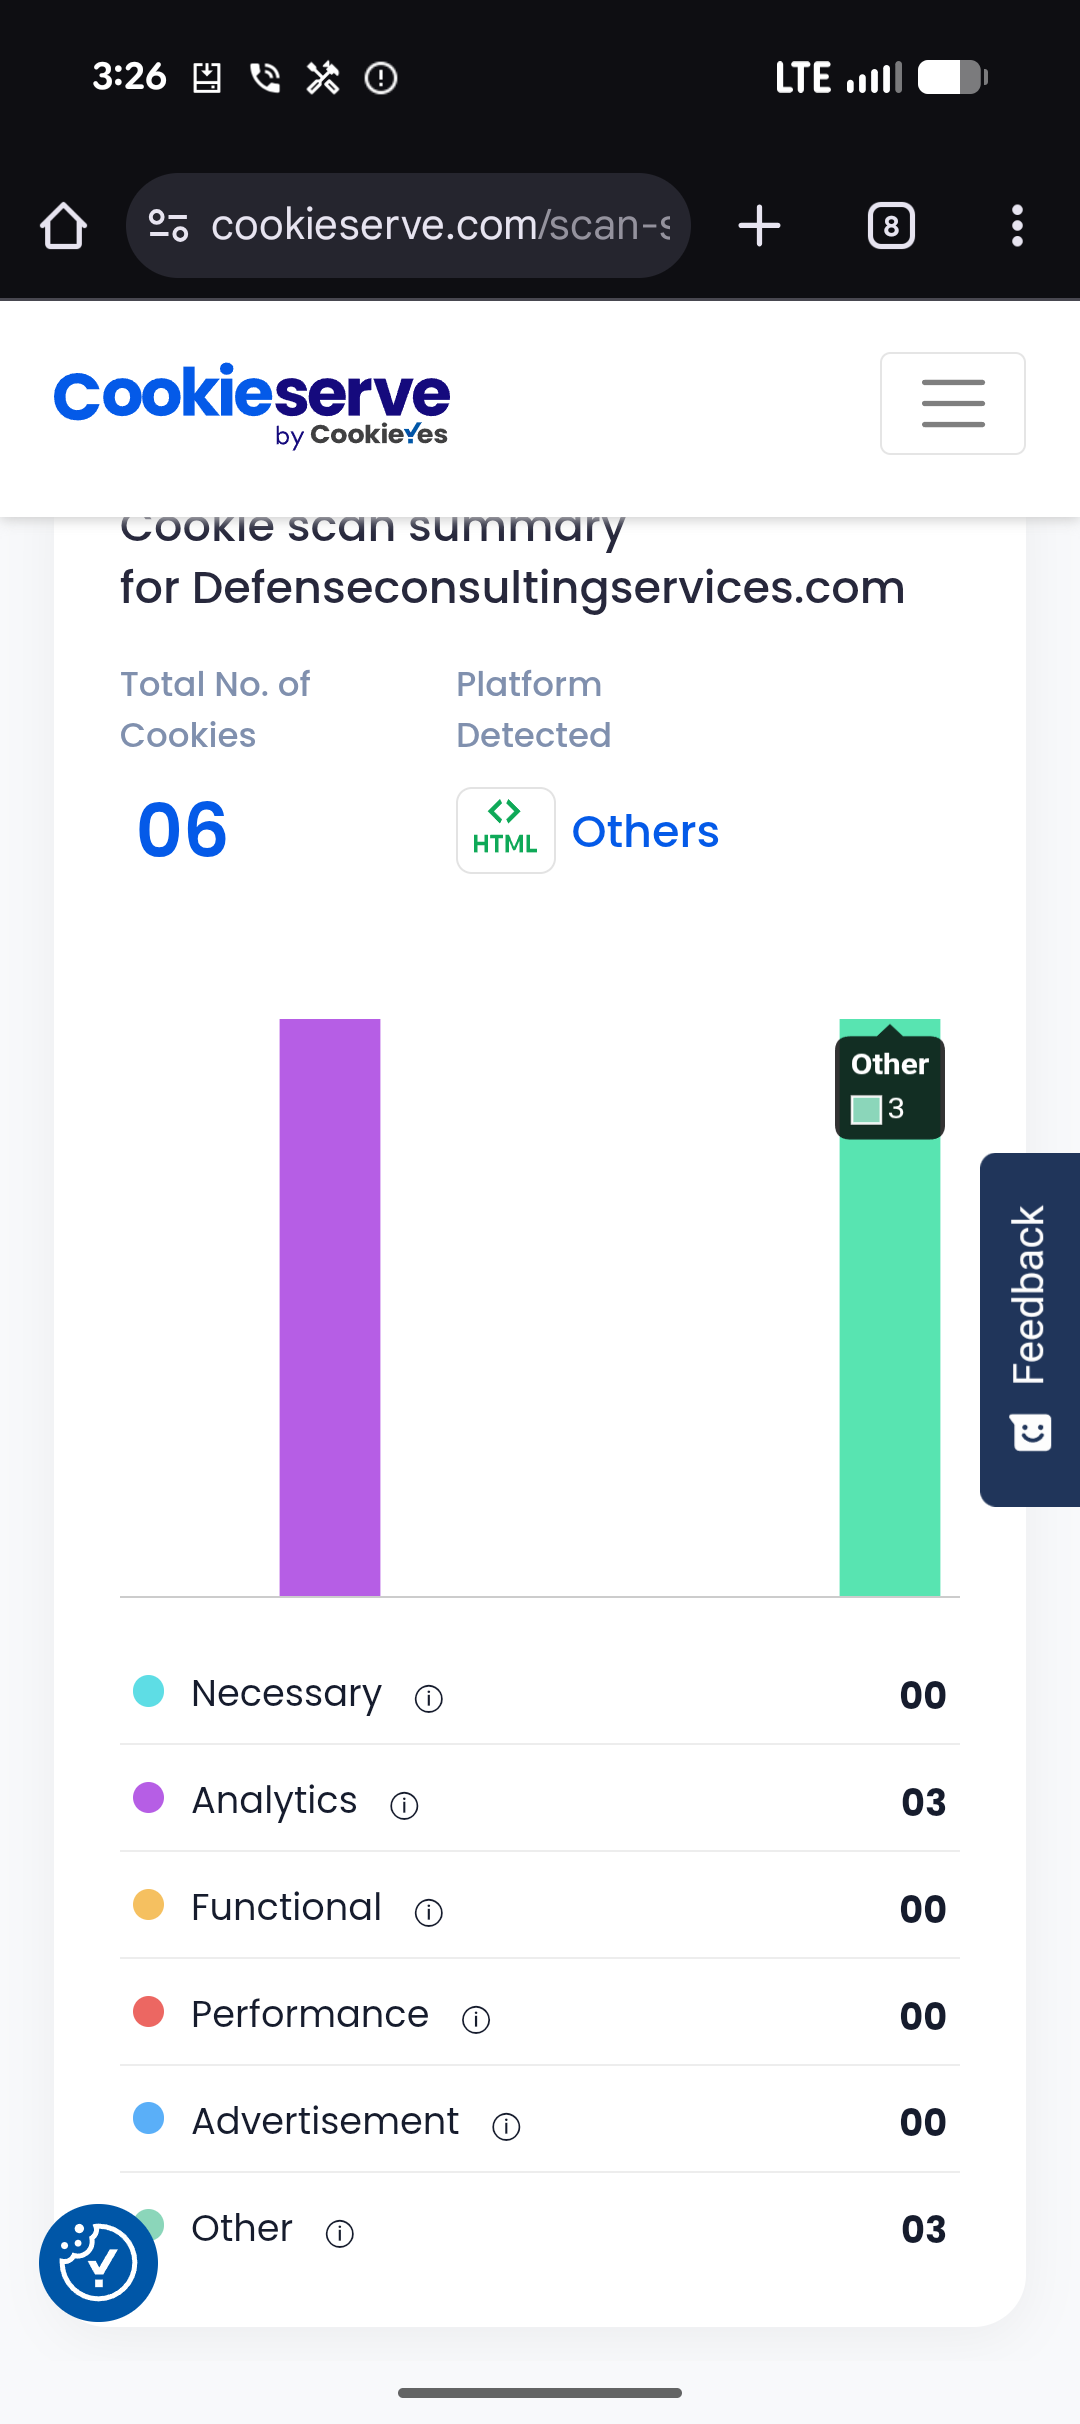 3:26
LTE
cookieserve.com/scan-s
8
Cookieserve
by CookieYes
Cookie scan summary
for Defenseconsultingservices.com
Total No. of
Cookies
Platform
Detected
06
<> HTML
Others
Other
3
Feedback
Necessary 00
Analytics 03
Functional 00
Performance 00
Advertisement 00
Other 03